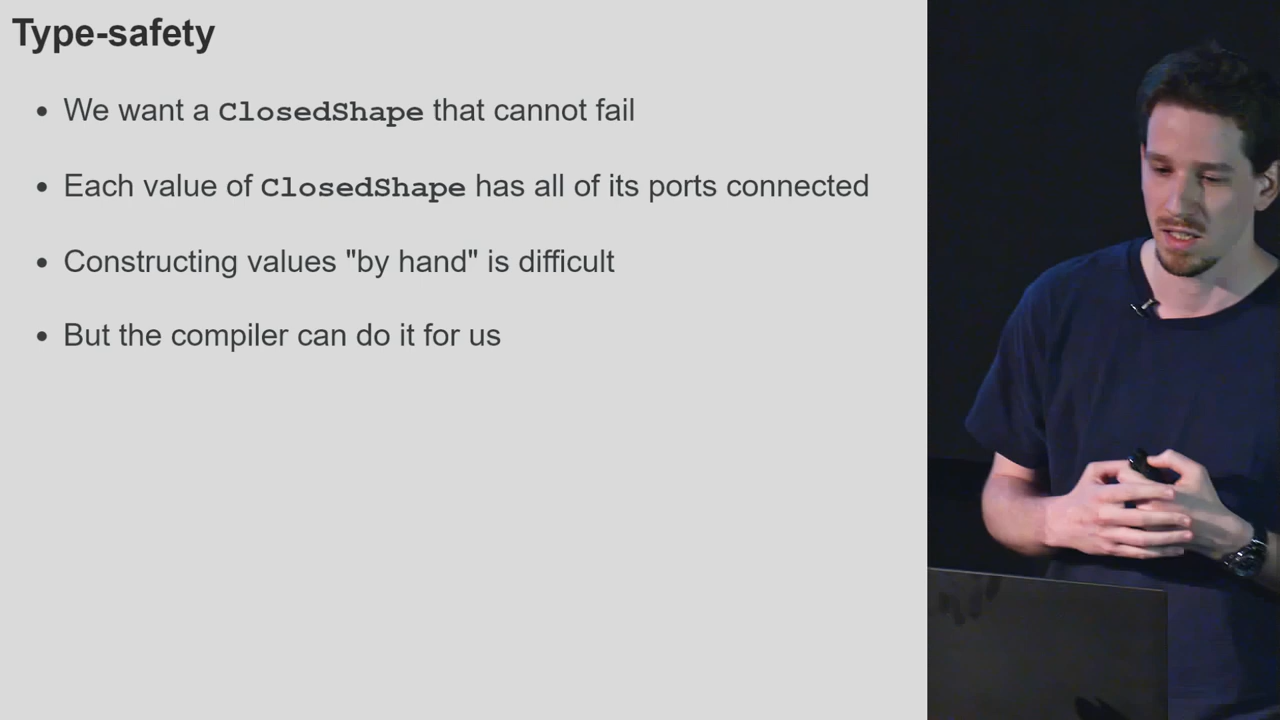 Type-safety
• We want a ClosedShape that cannot fail
• Each value of ClosedShape has all of its ports connected
• Constructing values "by hand" is difficult
• But the compiler can do it for us